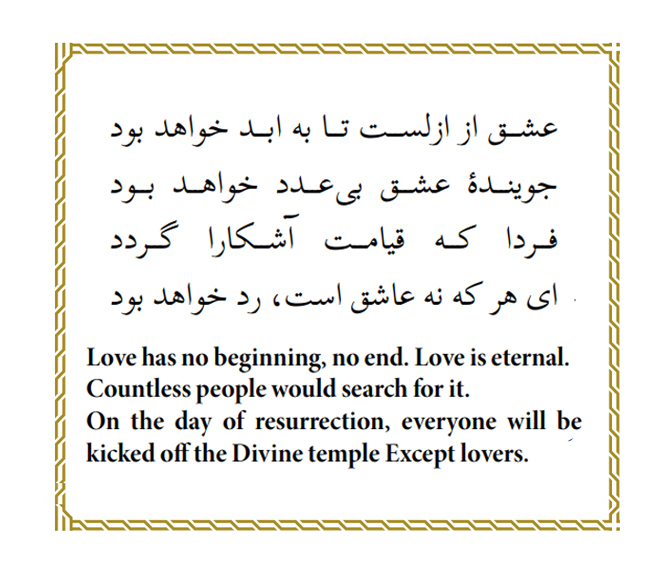 عشق از ازلست تا به ابد خواهد بود
جویندهٔ عشق بی‌عدد خواهد بود
فردا که قیامت آشکارا گردد
ای هر که نه عاشق است، رد خواهد بود
Love has no beginning, no end. Love is eternal.
Countless people would search for it.
On the day of resurrection, everyone will be
kicked off the Divine temple Except lovers.